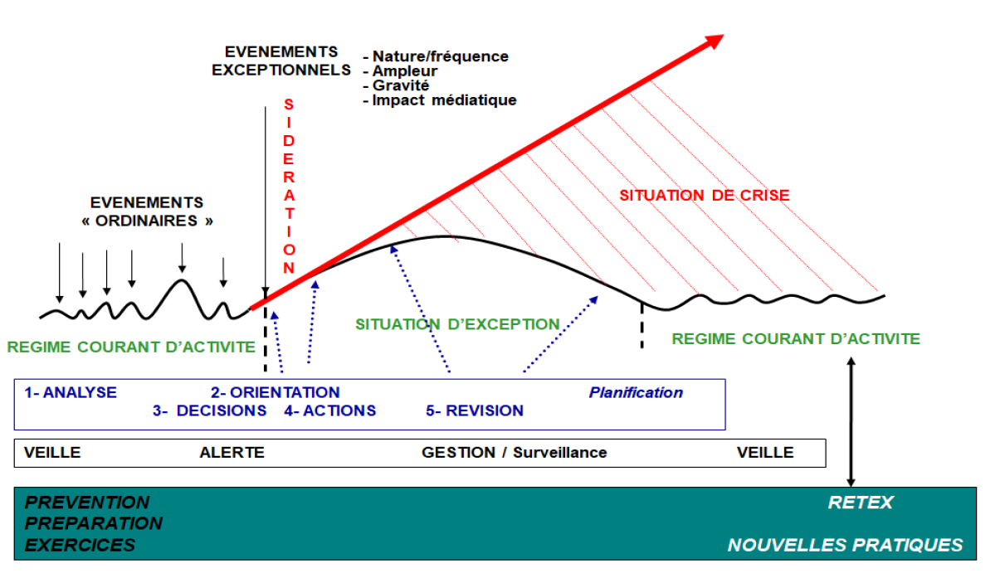 EVENEMENTS
EXCEPTIONNELS
- Nature/fréquence
- Ampleur
- Gravité
- Impact médiatique
SIDERATION
EVENEMENTS
« ORDINAIRES »
SITUATION DE CRISE
SITUATION D'EXCEPTION
REGIME COURANT D'ACTIVITE
REGIME COURANT D'ACTIVITE
1- ANALYSE 2- ORIENTATION Planification
3- DECISIONS 4- ACTIONS 5- REVISION
VEILLE ALERTE GESTION / Surveillance VEILLE
PREVENTION RETEX
PREPARATION
EXERCICES NOUVELLES PRATIQUES